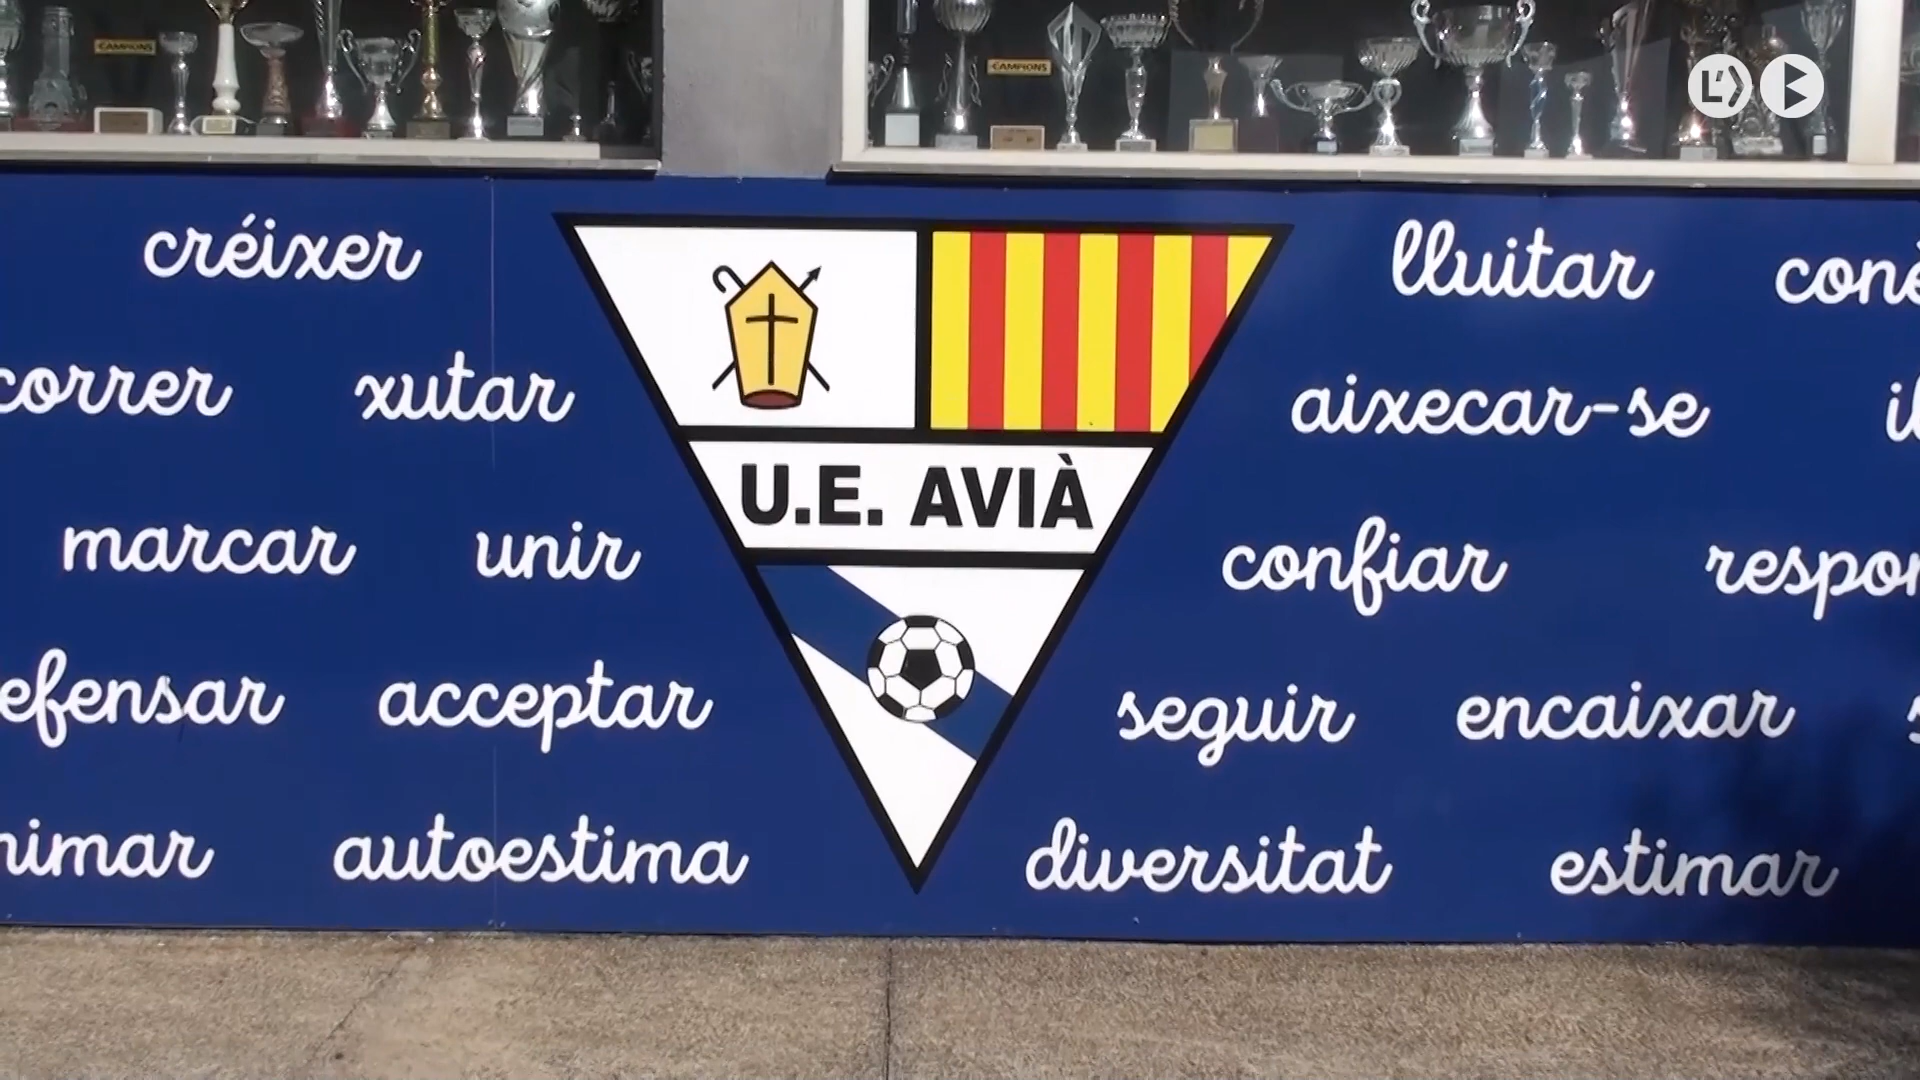 CAMPIONS
CAMPIONS
créixer
lluitar
xutar
aixecar-se
correr
U.E. AVIÀ
marcar
unir
confiar
acceptar
seguir
encaixar
autoestima
diversitat
estimar